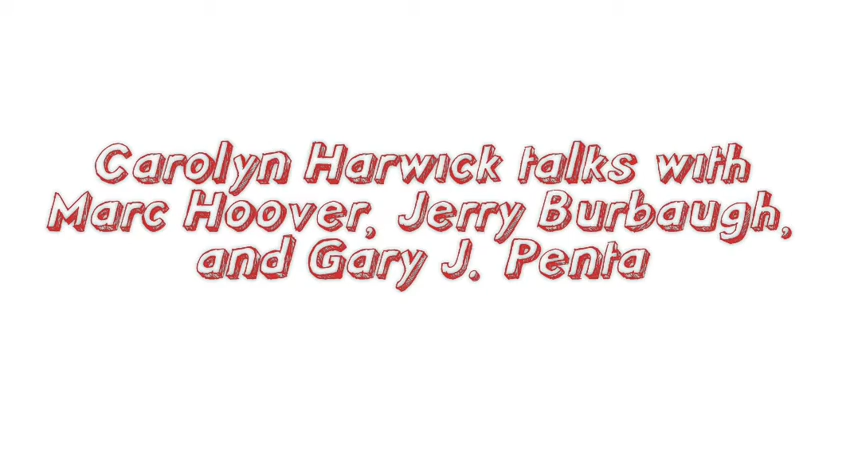 Carolyn Harwick talks with
Marc Hoover, Jerry Burbaugh,
and Gary J. Penta